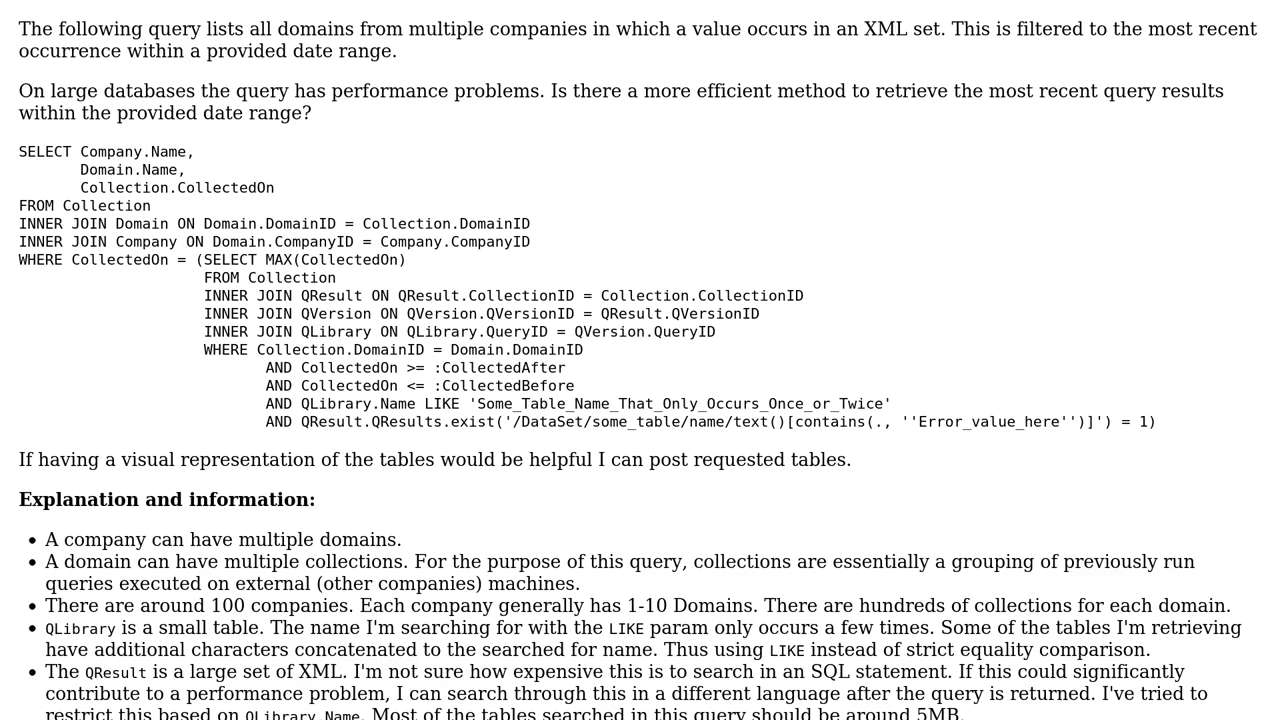 The following query lists all domains from multiple companies in which a value occurs in an XML set. This is filtered to the most recent
occurrence within a provided date range.
On large databases the query has performance problems. Is there a more efficient method to retrieve the most recent query results
within the provided date range?
SELECT Company.Name,
       Domain.Name,
       Collection.CollectedOn
FROM Collection
INNER JOIN Domain ON Domain.DomainID = Collection.DomainID
INNER JOIN Company ON Domain.CompanyID = Company.CompanyID
WHERE CollectedOn = (SELECT MAX(CollectedOn)
                     FROM Collection
                     INNER JOIN QResult ON QResult.CollectionID = Collection.CollectionID
                     INNER JOIN QVersion ON QVersion.QVersionID = QResult.QVersionID
                     INNER JOIN QLibrary ON QLibrary.QueryID = QVersion.QueryID
                     WHERE Collection.DomainID = Domain.DomainID
                            AND CollectedOn >= :CollectedAfter
                            AND CollectedOn <= :CollectedBefore
                            AND QLibrary.Name LIKE 'Some_Table_Name_That_Only_Occurs_Once_or_Twice'
                            AND QResult.QResults.exist('/DataSet/some_table/name/text()[contains(., ''Error_value_here'')]') = 1)
If having a visual representation of the tables would be helpful I can post requested tables.
Explanation and information:
• A company can have multiple domains.
• A domain can have multiple collections. For the purpose of this query, collections are essentially a grouping of previously run
queries executed on external (other companies) machines.
• There are around 100 companies. Each company generally has 1-10 Domains. There are hundreds of collections for each domain.
• QLibrary is a small table. The name I'm searching for with the LIKE param only occurs a few times. Some of the tables I'm retrieving
have additional characters concatenated to the searched for name. Thus using LIKE instead of strict equality comparison.
• The QResult is a large set of XML. I'm not sure how expensive this is to search in an SQL statement. If this could significantly
contribute to a performance problem, I can search through this in a different language after the query is returned. I've tried to
restrict this based on QLibrary.Name. Most of the tables searched in this query should be around 5MB.